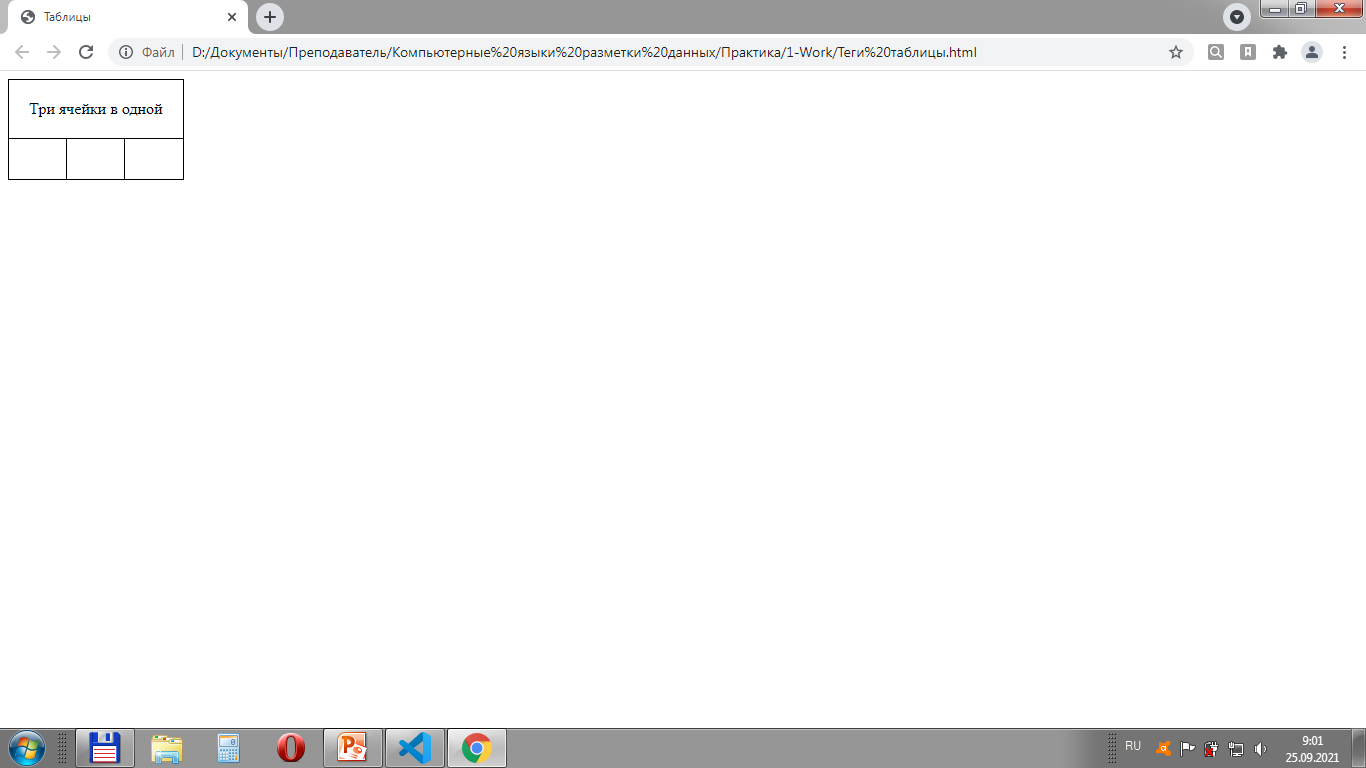 Таблицы
Файл
D:/Документы/Преподаватель/Компьютерные%20языки%20разметки%20данных/Практика/1-Work/Теги%20таблицы.html
Три ячейки в одной
RU
9:01
25.09.2021